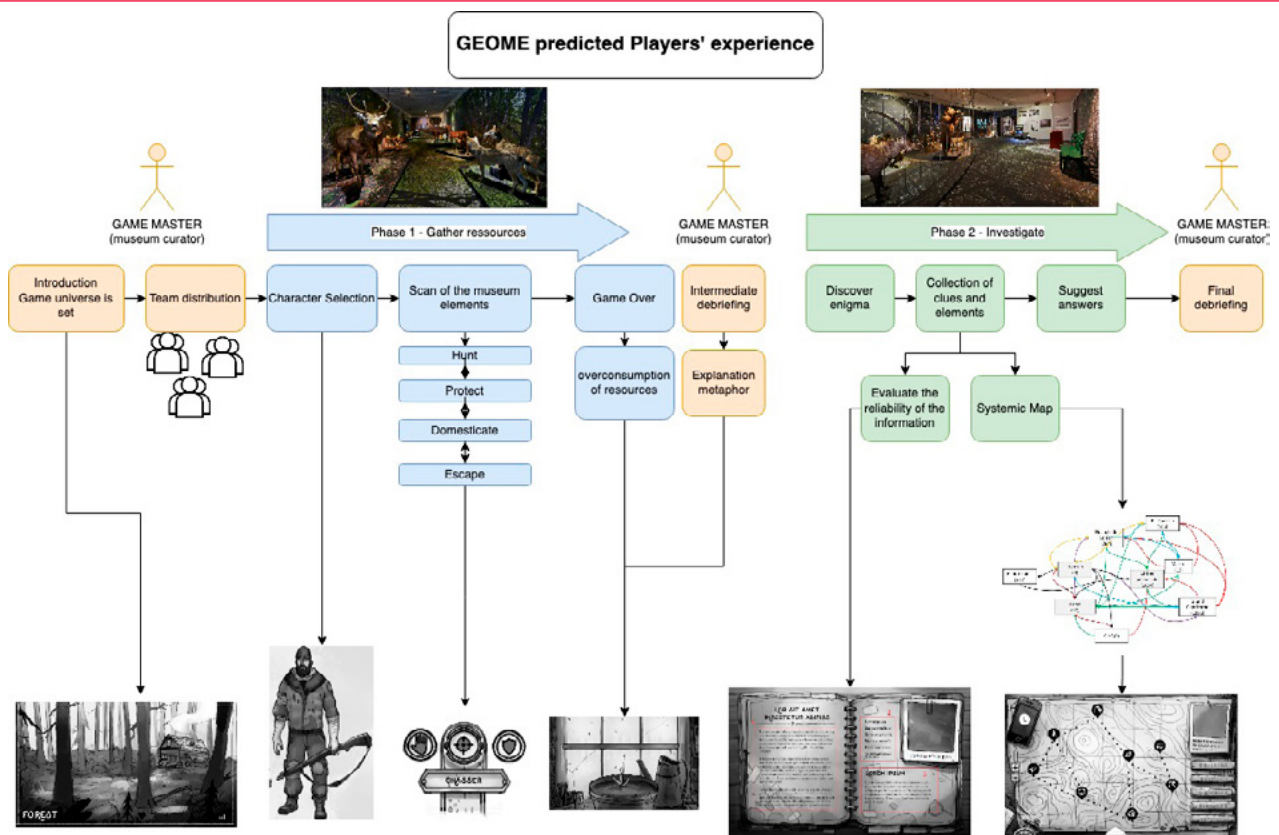 GEOME predicted Players' experience
GAME MASTER
(museum curator)
Phase 1 - Gather ressources
GAME MASTER
(museum curator)
Phase 2 - Investigate
GAME MASTER:
(museum curator)
Introduction
Game universe is
set
Team distribution
Character Selection
Scan of the museum
elements
Game Over
Intermediate
debriefing
Discover
enigma
Collection of
clues and
elements
Suggest
answers
Final
debriefing
Hunt
Protect
Domesticate
Escape
overconsumption
of resources
Explanation
metaphor
Evaluate the
reliability of the
information
Systemic Map
FOREST
CHASSER
LOREM IPSUM